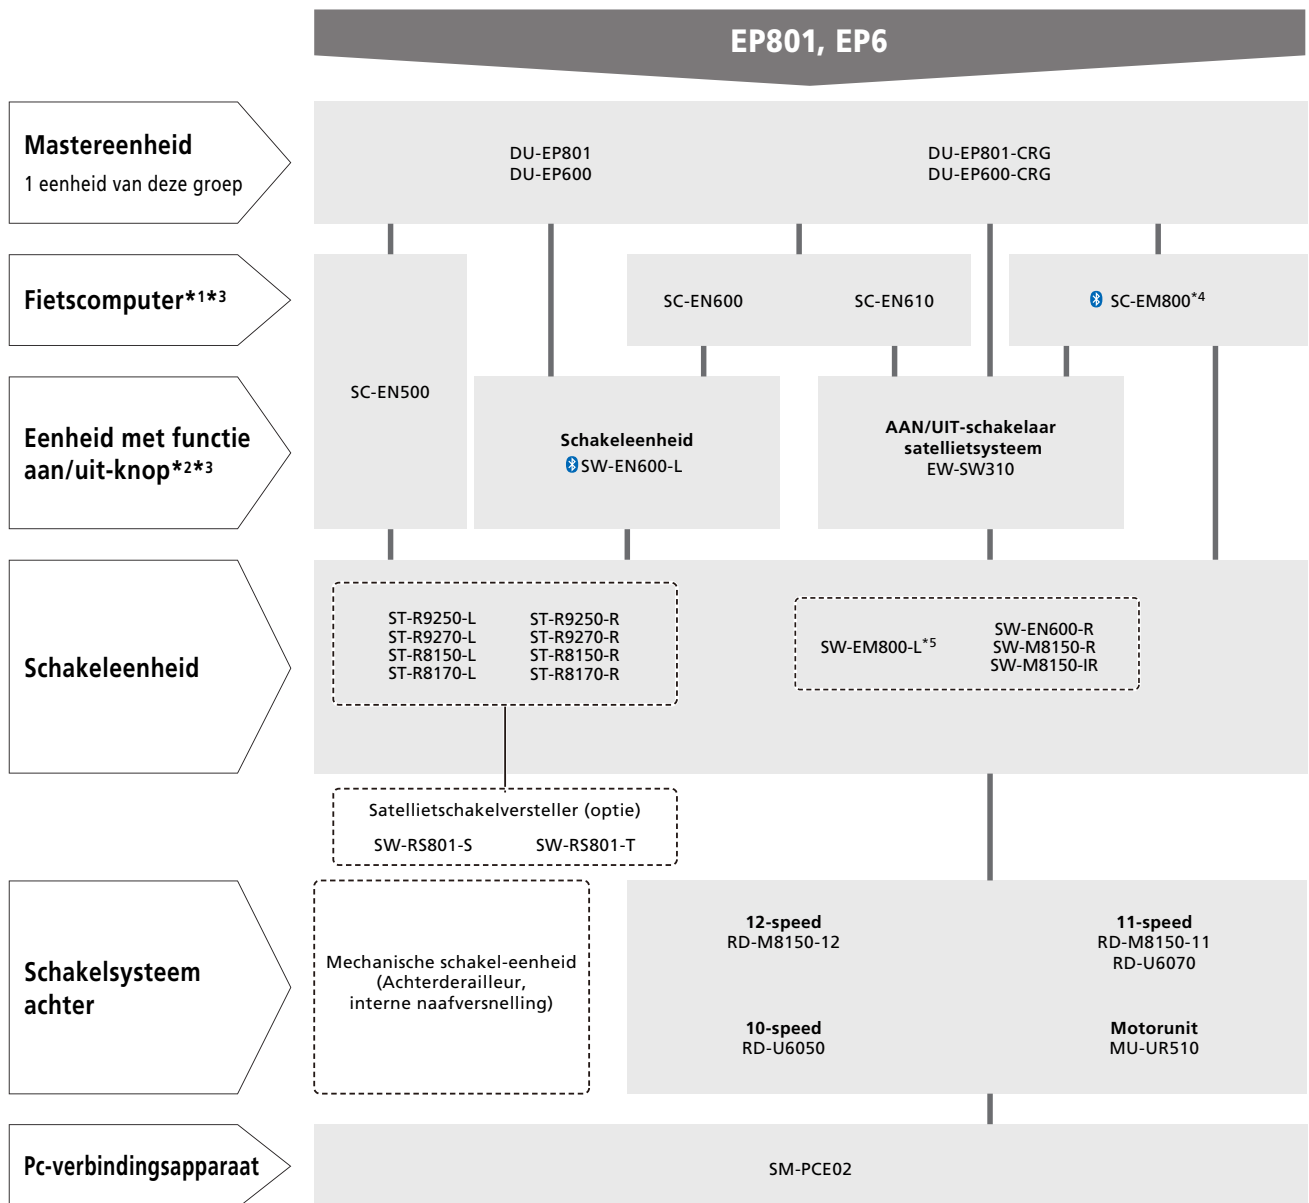 EP801, EP6
Mastereenheid
1 eenheid van deze groep
DU-EP801
DU-EP600
DU-EP801-CRG
DU-EP600-CRG
Fietscomputer*1*3
SC-EN600
SC-EN610
SC-EM800*4
SC-EN500
Eenheid met functie
aan/uit-knop*2*3
Schakeleenheid
SW-EN600-L
AAN/UIT-schakelaar
satellietsysteem
EW-SW310
Schakeleenheid
ST-R9250-L
ST-R9270-L
ST-R8150-L
ST-R8170-L
ST-R9250-R
ST-R9270-R
ST-R8150-R
ST-R8170-R
SW-EM800-L*5
SW-EN600-R
SW-M8150-R
SW-M8150-IR
Satellietschakelversteller (optie)
SW-RS801-S
SW-RS801-T
Schakelsysteem
achter
Mechanische schakel-eenheid
(Achterderailleur,
interne naafversnelling)
12-speed
RD-M8150-12
11-speed
RD-M8150-11
RD-U6070
10-speed
RD-U6050
Motorunit
MU-UR510
Pc-verbindingsapparaat
SM-PCE02